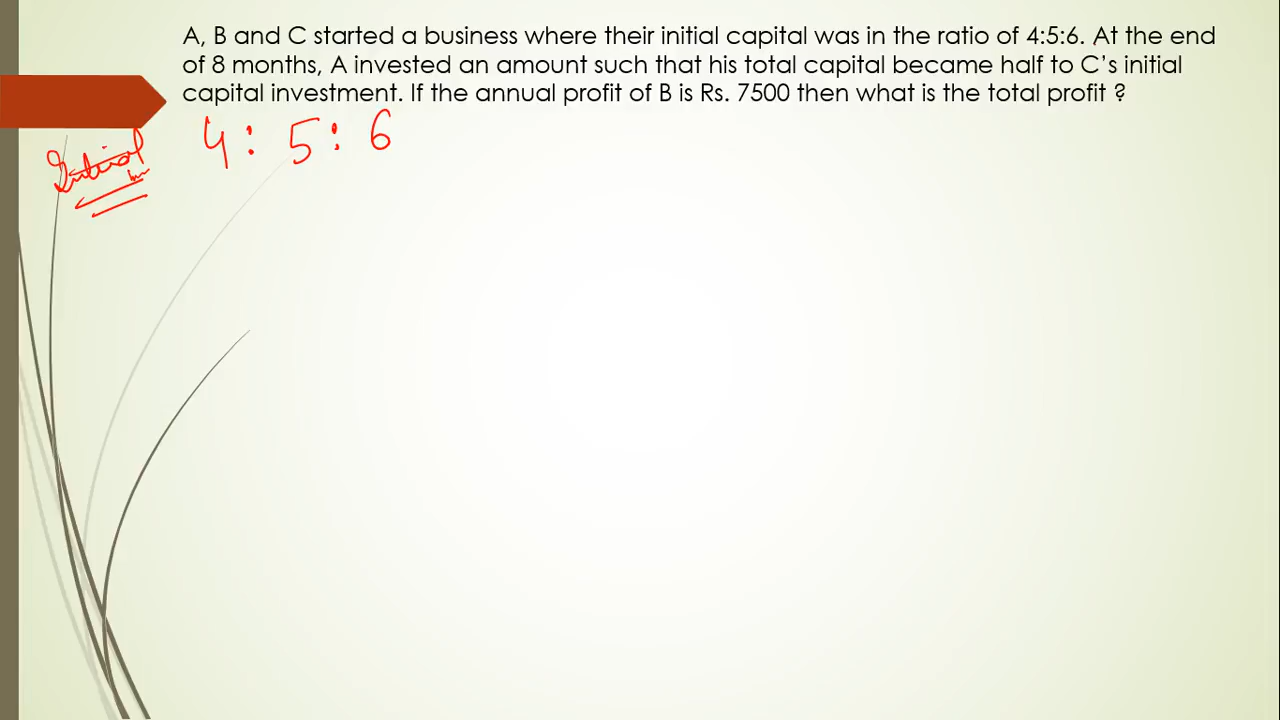 A, B and C started a business where their initial capital was in the ratio of 4:5:6. At the end
of 8 months, A invested an amount such that his total capital became half to C’s initial
capital investment. If the annual profit of B is Rs. 7500 then what is the total profit ?
4 : 5 : 6
Initial